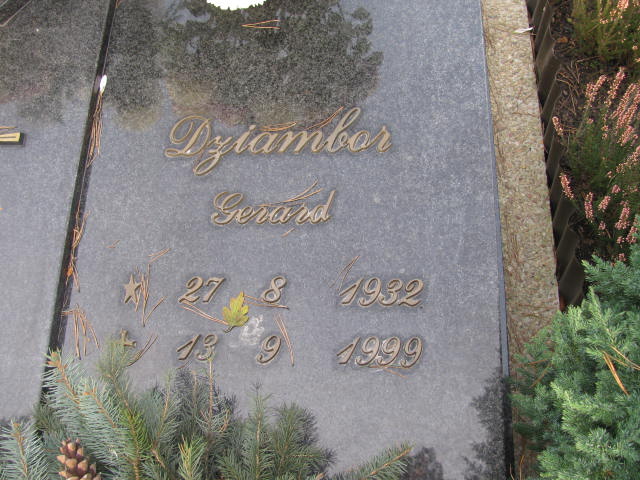 Dziambor
Gerard
★ 27 8 1932
+ 13 9 1999